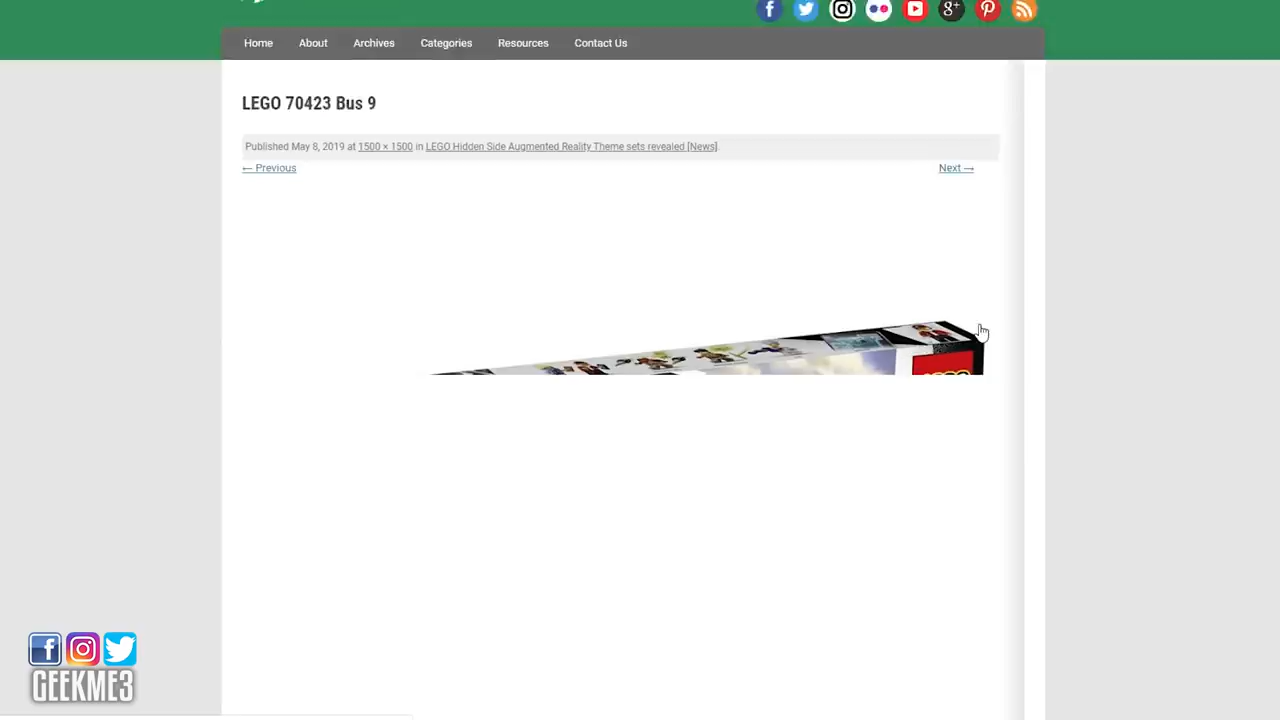 Home About Archives Categories Resources Contact Us
LEGO 70423 Bus 9
Published May 8, 2019 at 1500 × 1500 in LEGO Hidden Side Augmented Reality Theme sets revealed [News].
← Previous
Next →
GEEKME3